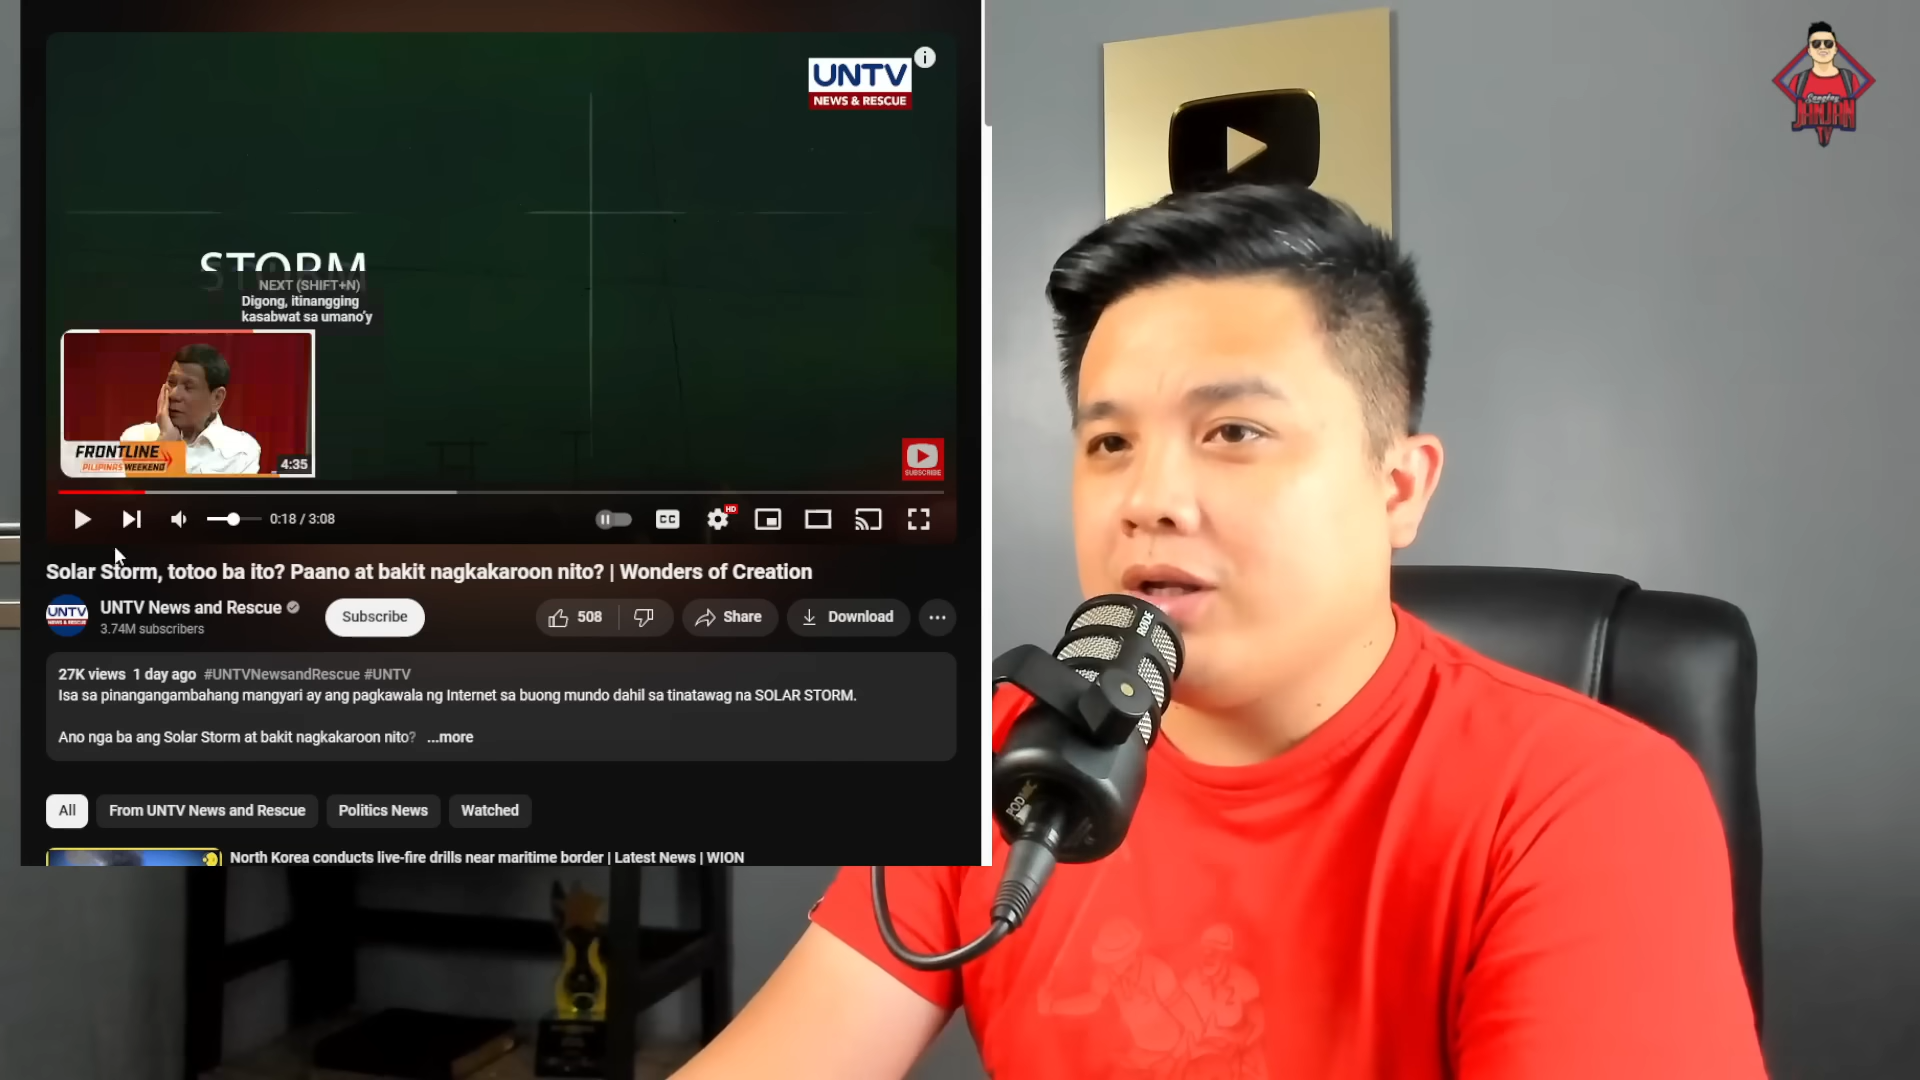 UNTV
NEWS & RESCUE
STORM
NEXT (SHIFT+N)
Digong, itinangging
kasabwat sa umano'y
FRONTLINE
PILIPINAS WEEKEND
4:35
SUBSCRIBE
0:18 / 3:08
CC
HD
Solar Storm, totoo ba ito? Paano at bakit nagkakaroon nito? | Wonders of Creation
UNTV
UNTV News and Rescue
3.74M subscribers
Subscribe
508
Share
Download
27K views 1 day ago #UNTVNewsandRescue #UNTV
Isa sa pinangangambahang mangyari ay ang pagkawala ng Internet sa buong mundo dahil sa tinatawag na SOLAR STORM.
Ano nga ba ang Solar Storm at bakit nagkakaroon nito? ...more
All
From UNTV News and Rescue
Politics News
Watched
North Korea conducts live-fire drills near maritime border | Latest News | WION
RØDE
JANJAN
TV